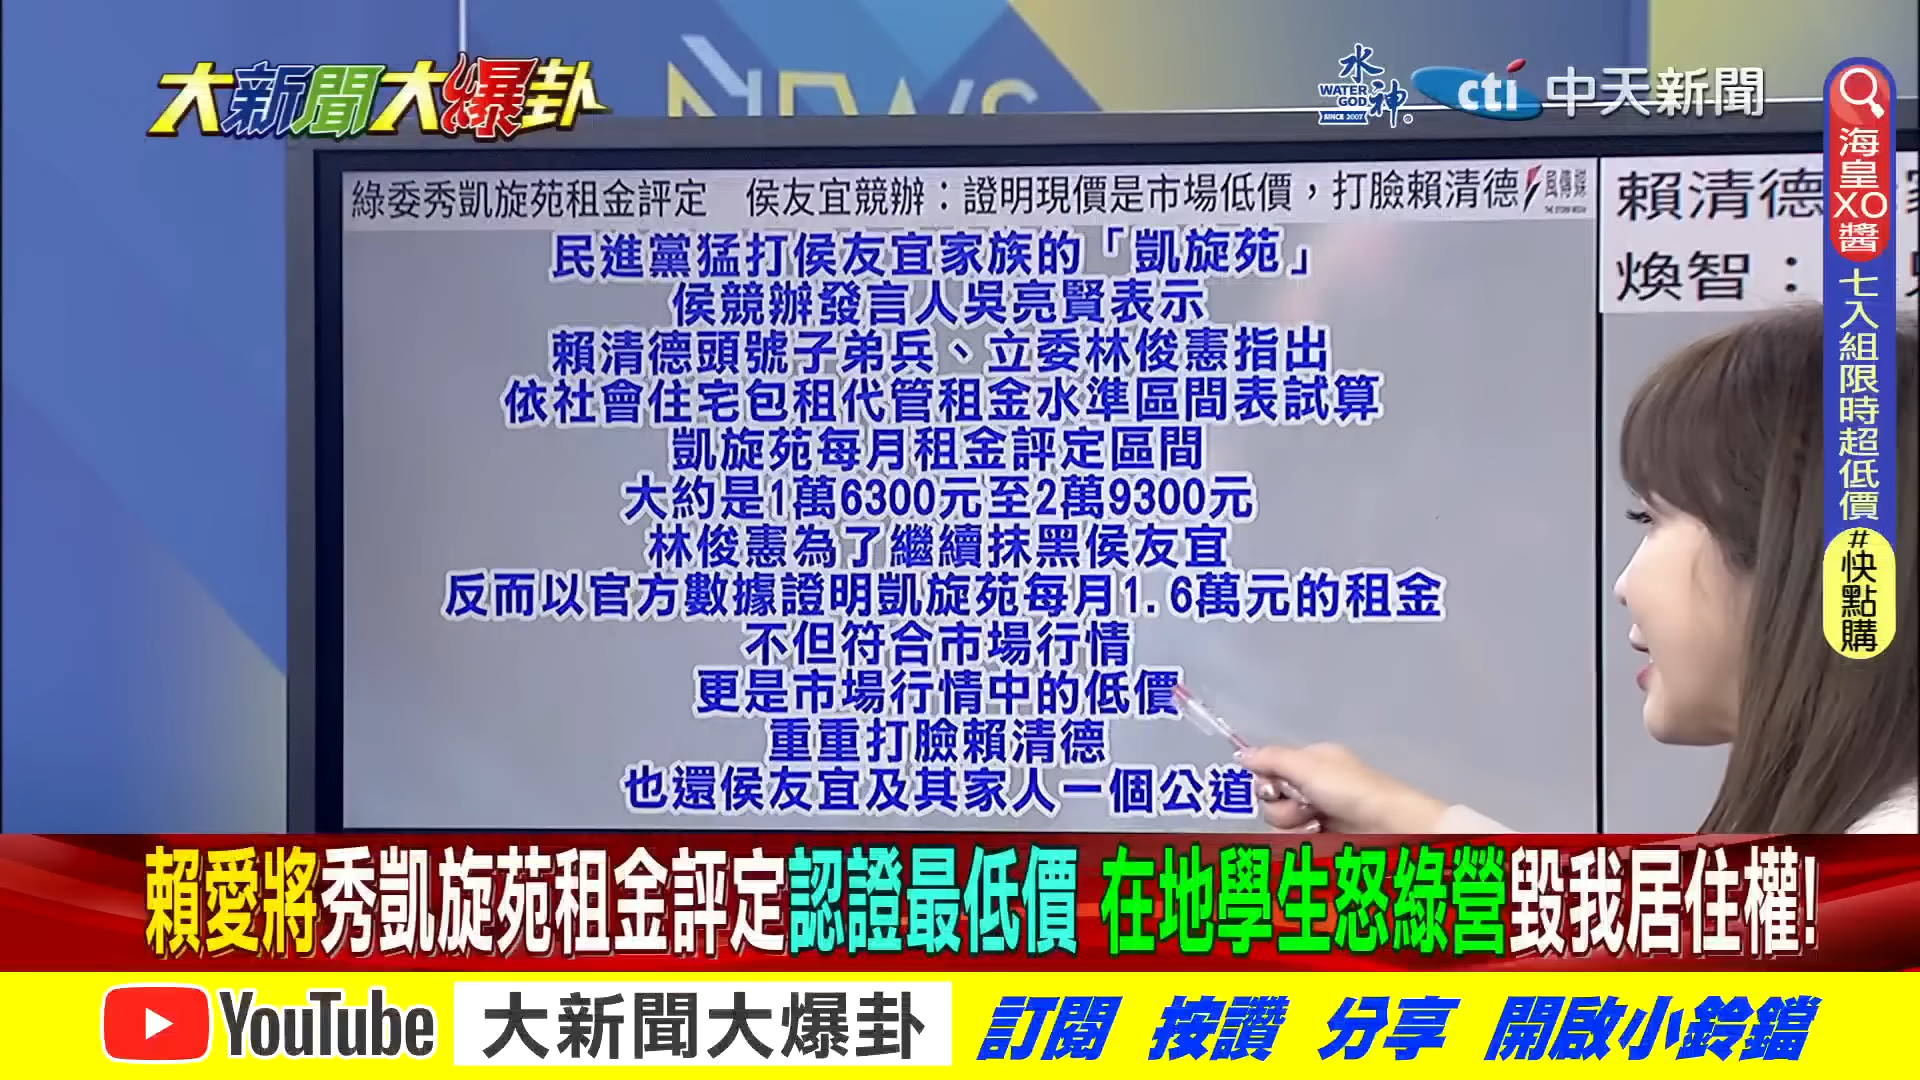 大新聞大爆卦
NEWS
水神
WATER GOD
SINCE 2007
cti 中天新聞
綠委秀凱旋苑租金評定 侯友宜競辦：證明現價是市場低價，打臉賴清德
風傳媒
民進黨猛打侯友宜家族的「凱旋苑」
侯競辦發言人吳亮賢表示
賴清德頭號子弟兵、立委林俊憲指出
依社會住宅包租代管租金水準區間表試算
凱旋苑每月租金評定區間
大約是1萬6300元至2萬9300元
林俊憲為了繼續抹黑侯友宜
反而以官方數據證明凱旋苑每月1.6萬元的租金
不但符合市場行情
更是市場行情中的低價
重重打臉賴清德
也還侯友宜及其家人一個公道
賴清德
煥智：
海皇XO醬
七入組限時超低價
#快點購
賴愛將秀凱旋苑租金評定認證最低價 在地學生怒綠營毀我居住權!
YouTube 大新聞大爆卦 訂閱 按讚 分享 開啟小鈴鐺